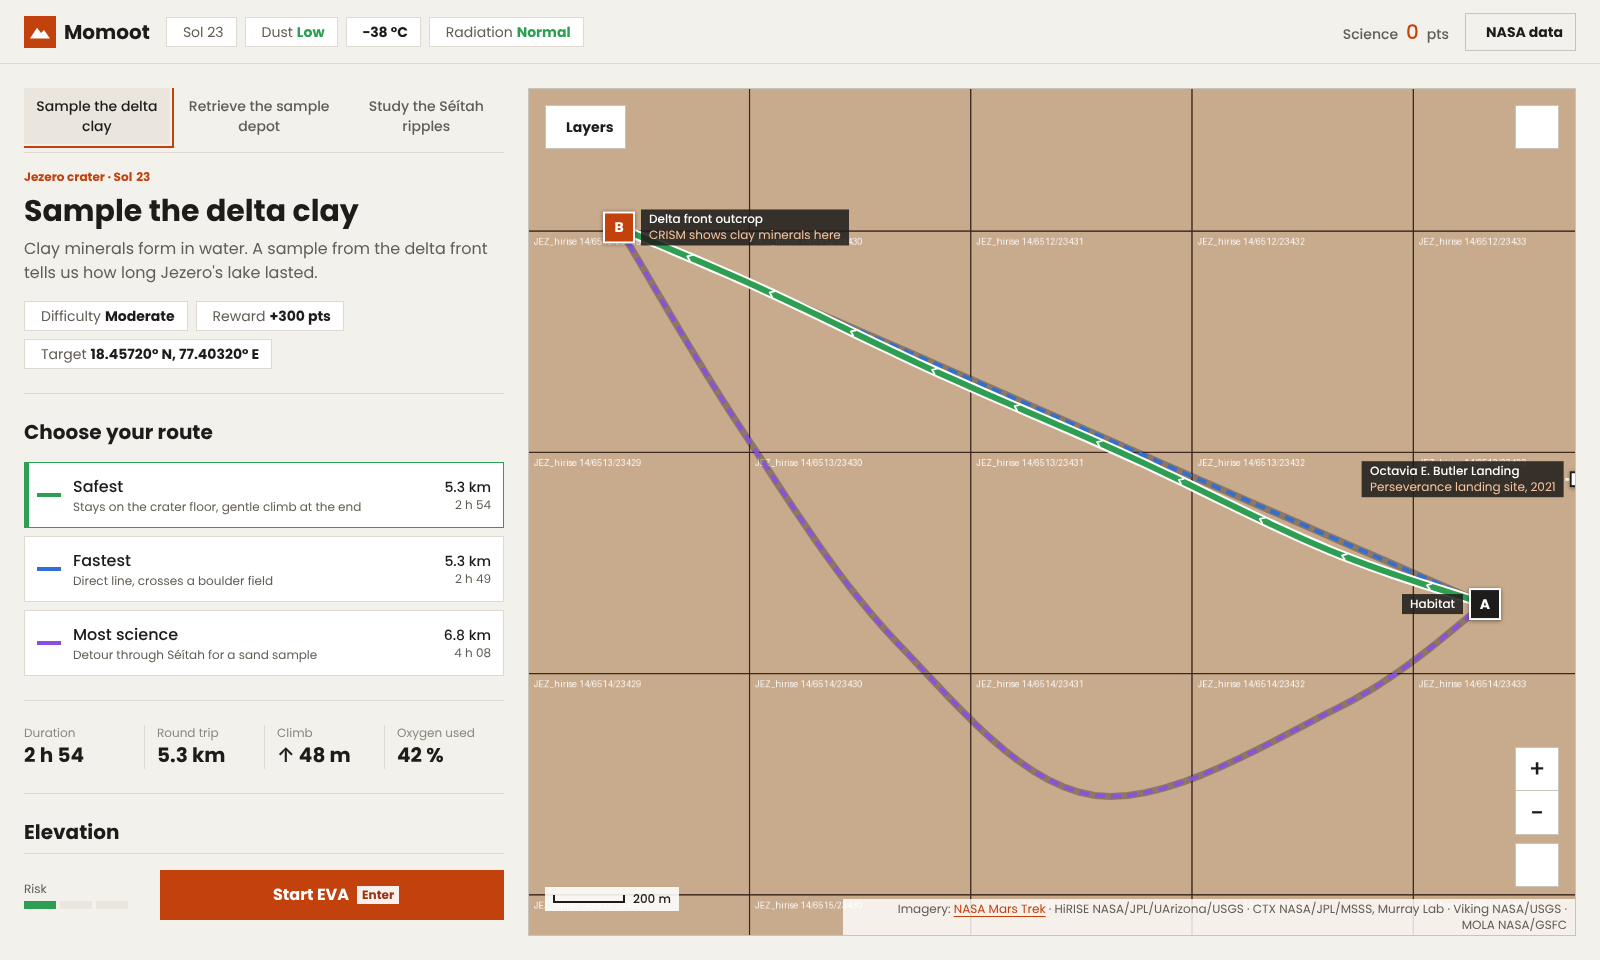 Momoot
Sol 23
Dust Low
-38 °C
Radiation Normal
Science 0 pts
NASA data
Sample the delta clay
Retrieve the sample depot
Study the Séítah ripples
Jezero crater · Sol 23
Sample the delta clay
Clay minerals form in water. A sample from the delta front
tells us how long Jezero's lake lasted.
Difficulty Moderate
Reward +300 pts
Target 18.45720° N, 77.40320° E
Choose your route
Safest
5.3 km
Stays on the crater floor, gentle climb at the end
2 h 54
Fastest
5.3 km
Direct line, crosses a boulder field
2 h 49
Most science
6.8 km
Detour through Séítah for a sand sample
4 h 08
Duration
2 h 54
Round trip
5.3 km
Climb
↑ 48 m
Oxygen used
42 %
Elevation
Risk
Start EVA Enter
Layers
B
Delta front outcrop
CRISM shows clay minerals here
JEZ_hirise 14/6512/23431
JEZ_hirise 14/6512/23432
JEZ_hirise 14/6512/23433
JEZ_hirise 14/6513/23429
JEZ_hirise 14/6513/23430
JEZ_hirise 14/6513/23431
JEZ_hirise 14/6513/23432
Octavia E. Butler Landing
Perseverance landing site, 2021
Habitat
A
JEZ_hirise 14/6514/23429
JEZ_hirise 14/6514/23430
JEZ_hirise 14/6514/23431
JEZ_hirise 14/6514/23432
JEZ_hirise 14/6514/23433
+
−
200 m
Imagery: NASA Mars Trek · HiRISE NASA/JPL/UArizona/USGS · CTX NASA/JPL/MSSS, Murray Lab · Viking NASA/USGS ·
MOLA NASA/GSFC